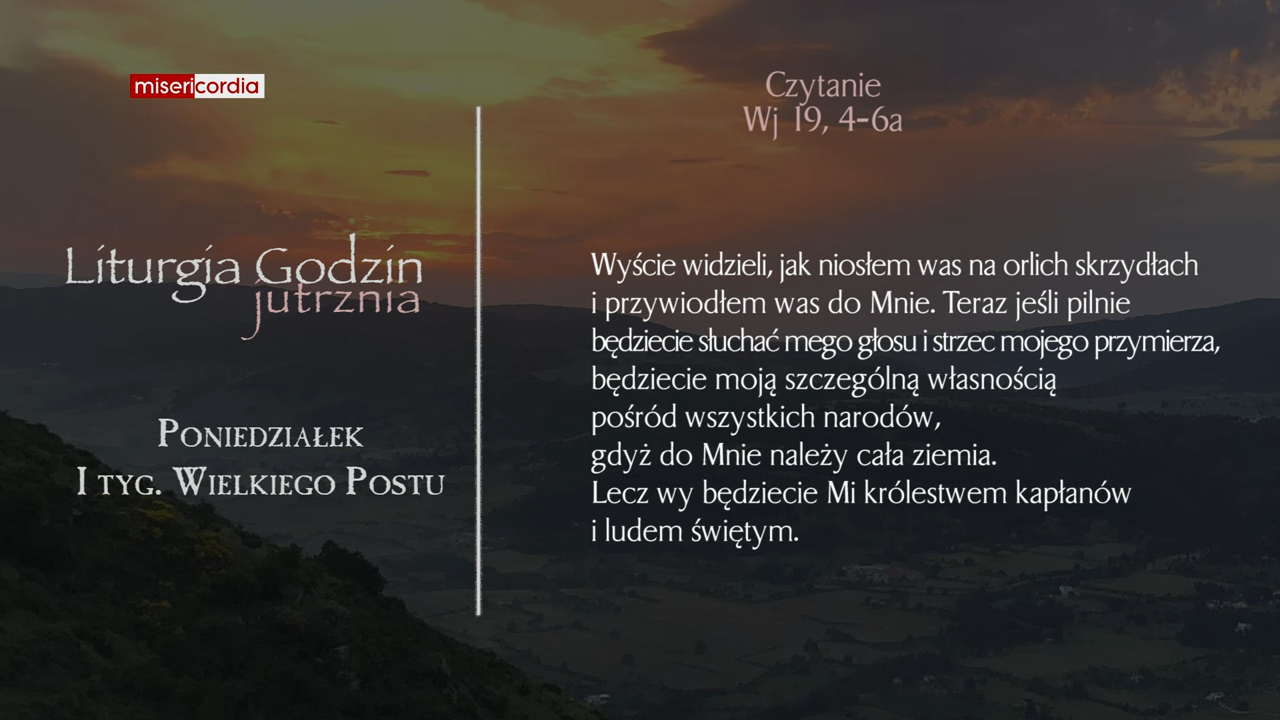 misericordia
Liturgia Godzin
jutrznia
Poniedziałek
I tyg. Wielkiego Postu
Czytanie
Wj 19, 4-6a
Wyście widzieli, jak niosłem was na orlich skrzydłach
i przywiodłem was do Mnie. Teraz jeśli pilnie
będziecie słuchać mego głosu i strzec mojego przymierza,
będziecie moją szczególną własnością
pośród wszystkich narodów,
gdyż do Mnie należy cała ziemia.
Lecz wy będziecie Mi królestwem kapłanów
i ludem świętym.